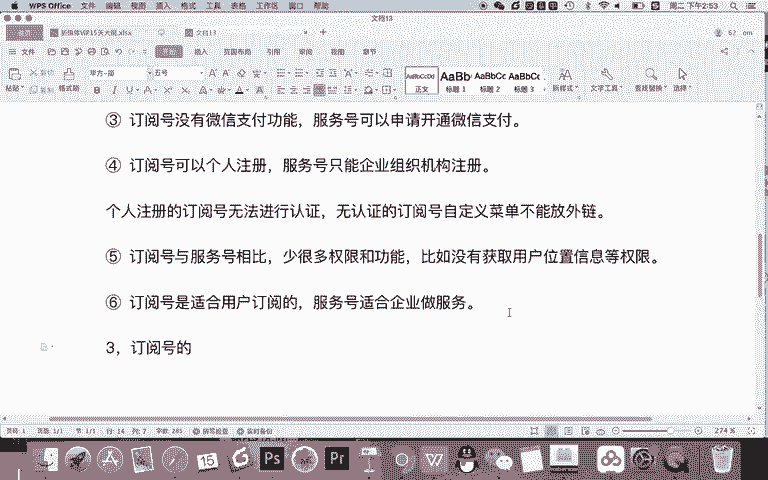 WPS Office 文件 编辑 视图 插入 格式 工具 表格 工作区 窗口 帮助
周二 下午2:53
文档13
新媒体VIP15天大纲.xlsx 文档13
文件 开始 插入 页面布局 引用 审阅 视图 章节
粘贴 剪切 复制 格式刷 五号
AaBbCcDd AaBb AaBbCc AaBbCc
正文 标题 1 标题 2 标题 3 新样式 文字工具 查找替换 选择
③ 订阅号没有微信支付功能，服务号可以申请开通微信支付。
④ 订阅号可以个人注册，服务号只能企业组织机构注册。
个人注册的订阅号无法进行认证，无认证的订阅号自定义菜单不能放外链。
⑤ 订阅号与服务号相比，少很多权限和功能，比如没有获取用户位置信息等权限。
⑥ 订阅号是适合用户订阅的，服务号适合企业做服务。
3，订阅号的
页码: 1 页面: 1/1 节: 1/1 行: 14 列: 7 字数: 285 拼写检查 实时备份 274 %
15 Ps Pr